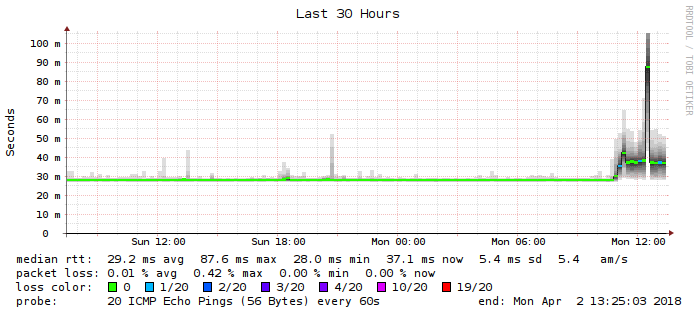 Last 30 Hours
RRDTOOL / TOBI OETIKER
Seconds
100 m
90 m
80 m
70 m
60 m
50 m
40 m
30 m
20 m
10 m
0
Sun 12:00 Sun 18:00 Mon 00:00 Mon 06:00 Mon 12:00
median rtt: 29.2 ms avg 87.6 ms max 28.0 ms min 37.1 ms now 5.4 ms sd 5.4 am/s
packet loss: 0.01 % avg 0.42 % max 0.00 % min 0.00 % now
loss color: 0 1/20 2/20 3/20 4/20 10/20 19/20
probe: 20 ICMP Echo Pings (56 Bytes) every 60s end: Mon Apr 2 13:25:03 2018